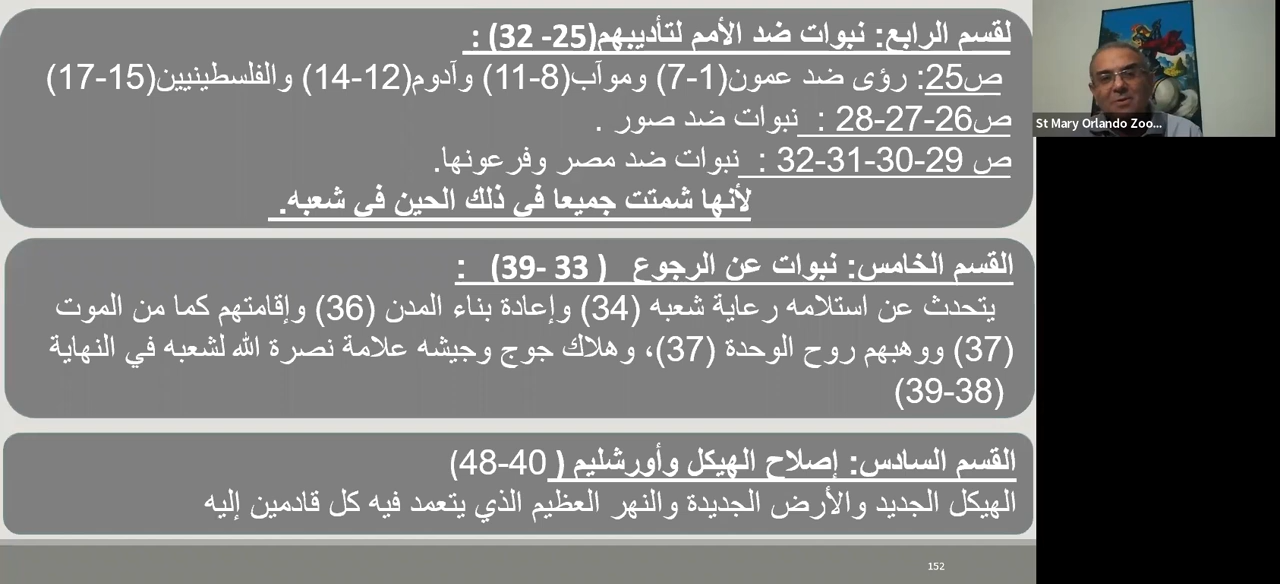 لقسم الرابع: نبوات ضد الأمم لتأديبهم(25- 32) :
ص25: رؤى ضد عمون(1-7) وموآب(8-11) وآدوم(12-14) والفلسطينيين(15-17)
ص26-27-28 : نبوات ضد صور .
ص 29-30-31-32 : نبوات ضد مصر وفرعونها.
لأنها شمتت جميعا في ذلك الحين في شعبه.
القسم الخامس: نبوات عن الرجوع ( 33 -39) :
يتحدث عن استلامه رعاية شعبه (34) وإعادة بناء المدن (36) وإقامتهم كما من الموت
(37) ووهبهم روح الوحدة (37)، وهلاك جوج وجيشه علامة نصرة الله لشعبه في النهاية
(38-39)
القسم السادس: إصلاح الهيكل وأورشليم ( 40-48)
الهيكل الجديد والأرض الجديدة والنهر العظيم الذي يتعمد فيه كل قادمين إليه
152
St Mary Orlando Zoo...